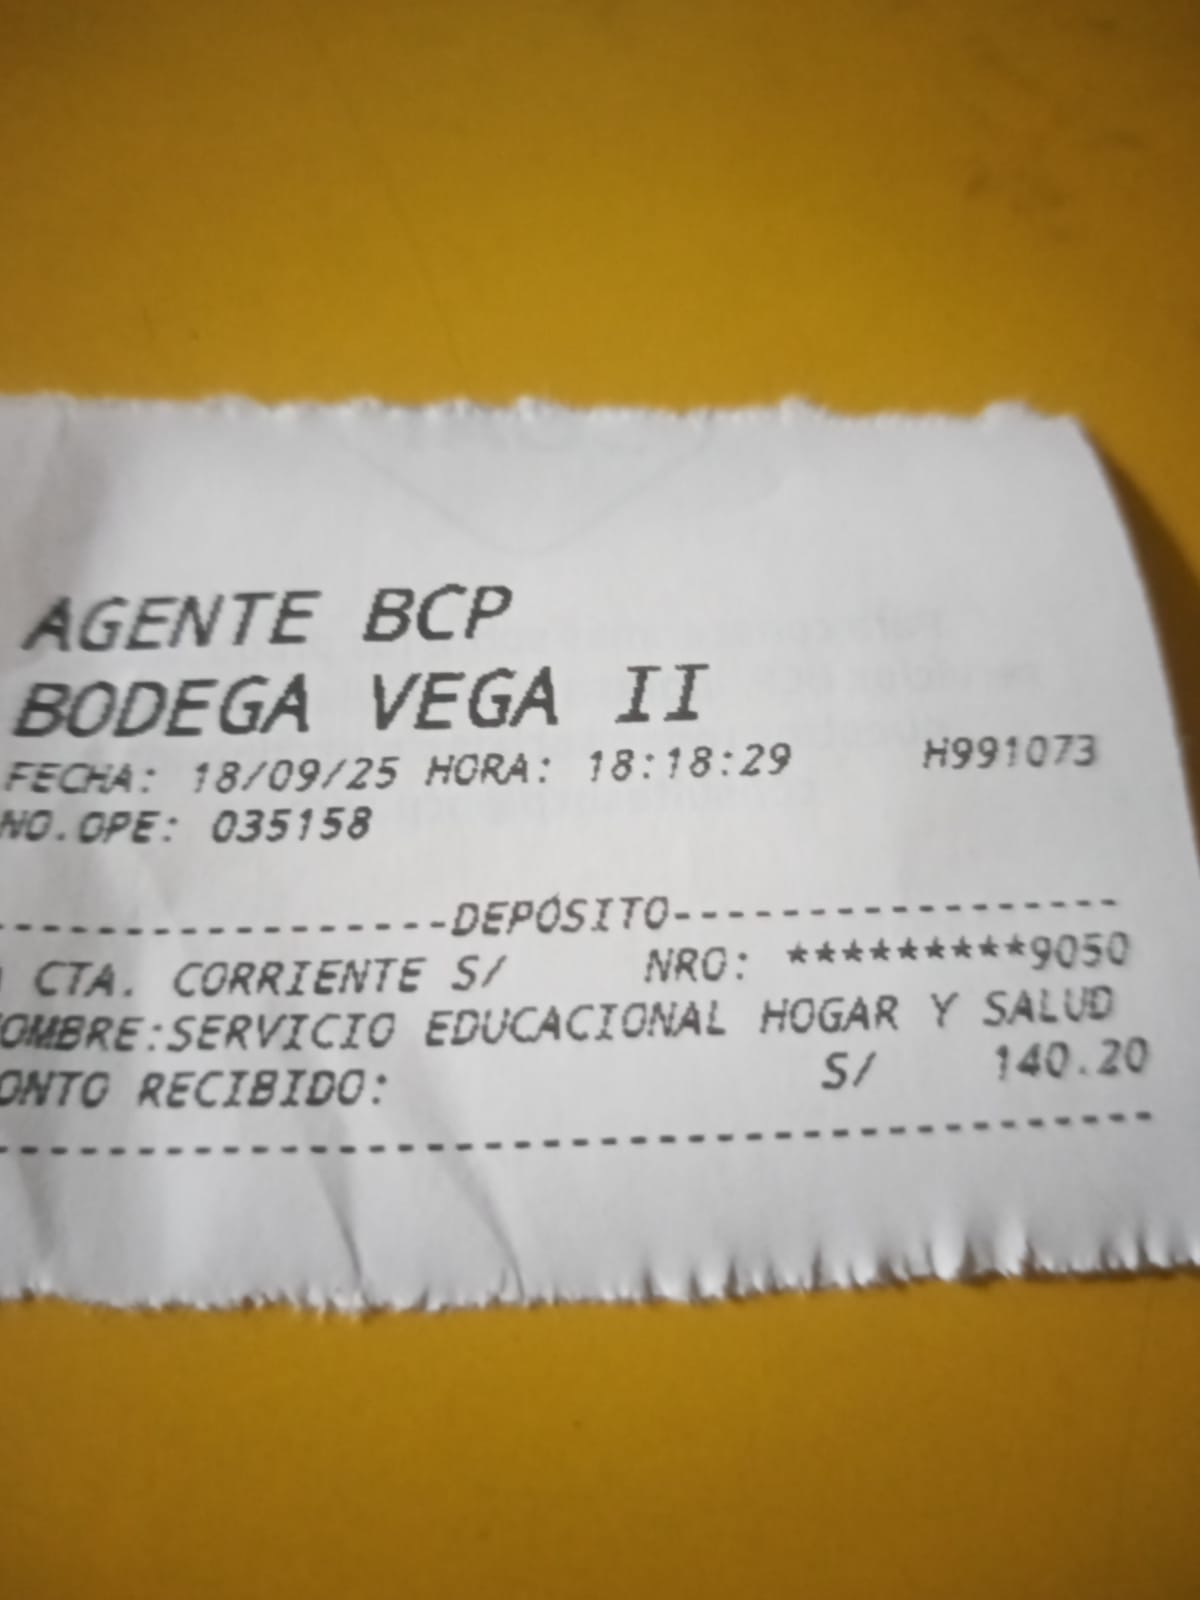 AGENTE BCP
BODEGA VEGA II
FECHA: 18/09/25 HORA: 18:18:29 H991073
NO.OPE: 035158
------------------DEPÓSITO------------------
CTA. CORRIENTE S/ NRO: *********9050
OMBRE:SERVICIO EDUCACIONAL HOGAR Y SALUD
ONTO RECIBIDO: S/ 140.20